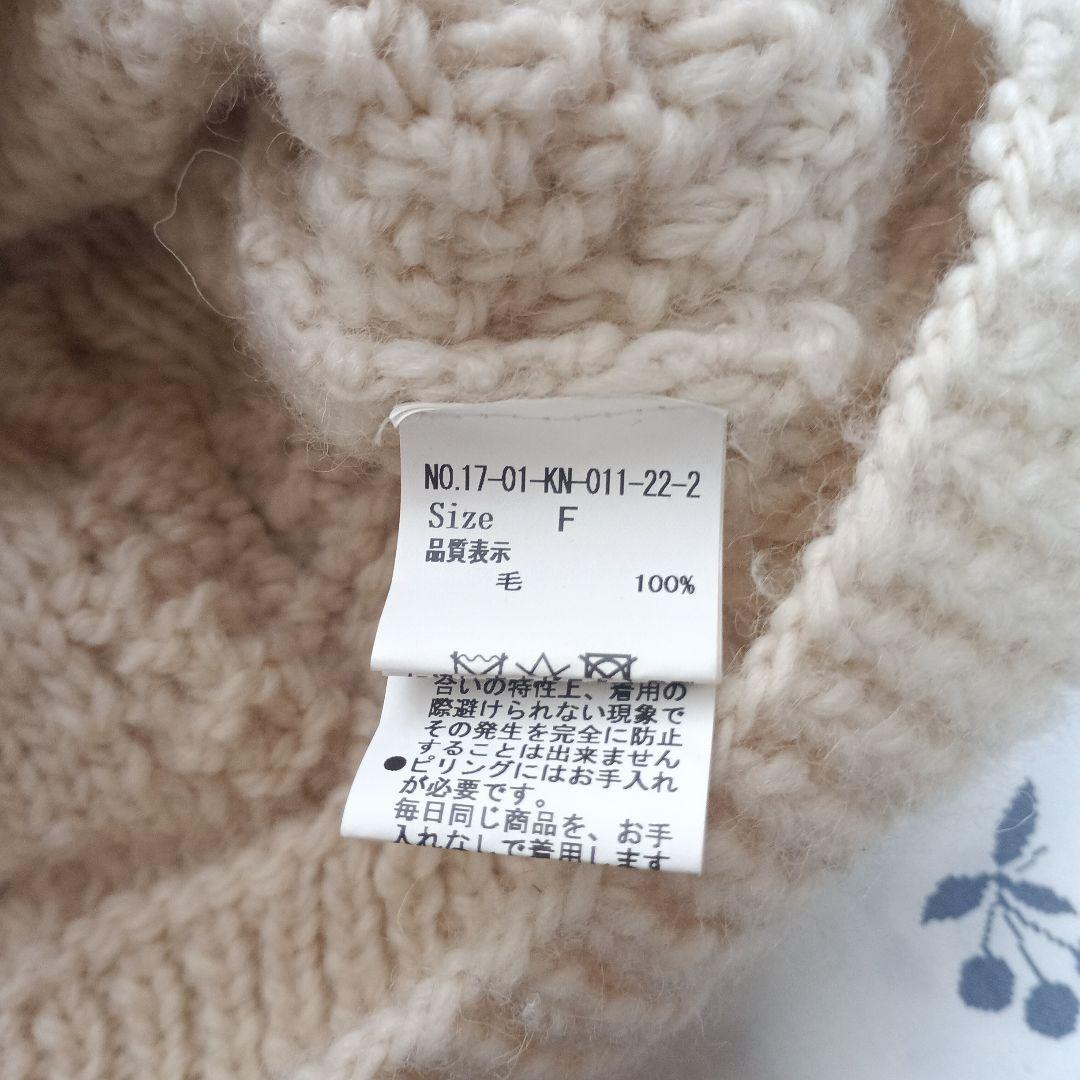 NO.17-01-KN-011-22-2
Size F
品質表示
毛 100%
合いの特性上、着用の
際避けられない現象で
その発生を完全に防止
することは出来ません
●ピリングにはお手入れ
が必要です。
毎日同じ商品を、お手
入れなしで着用します